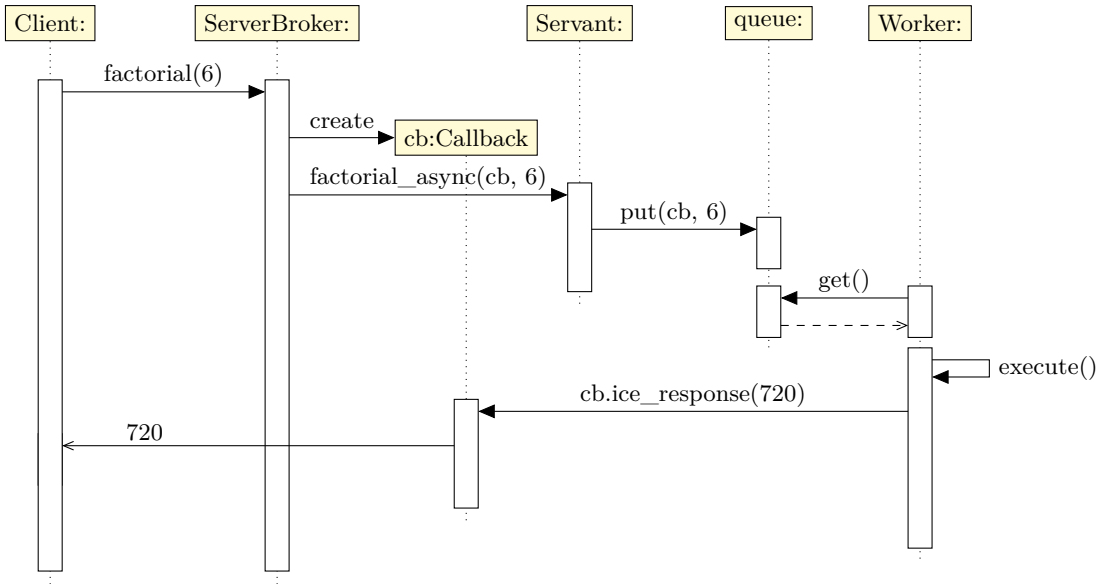 Client:
ServerBroker:
Servant:
queue:
Worker:
factorial(6)
create
cb:Callback
factorial_async(cb, 6)
put(cb, 6)
get()
execute()
cb.ice_response(720)
720